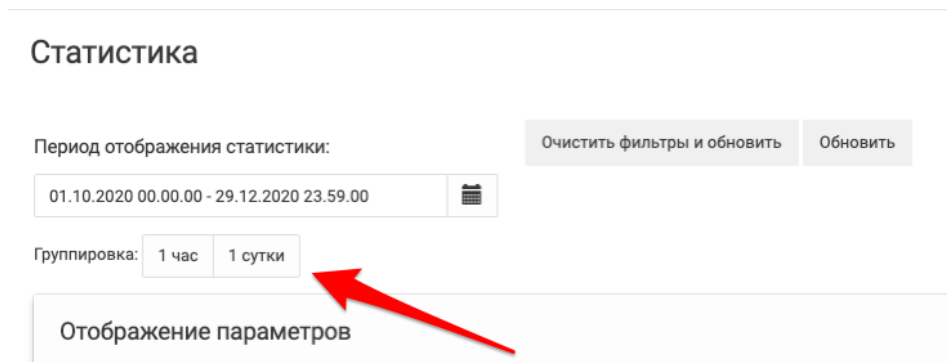 Статистика
Период отображения статистики:
Очистить фильтры и обновить
Обновить
01.10.2020 00.00.00 - 29.12.2020 23.59.00
Группировка: 1 час 1 сутки
Отображение параметров